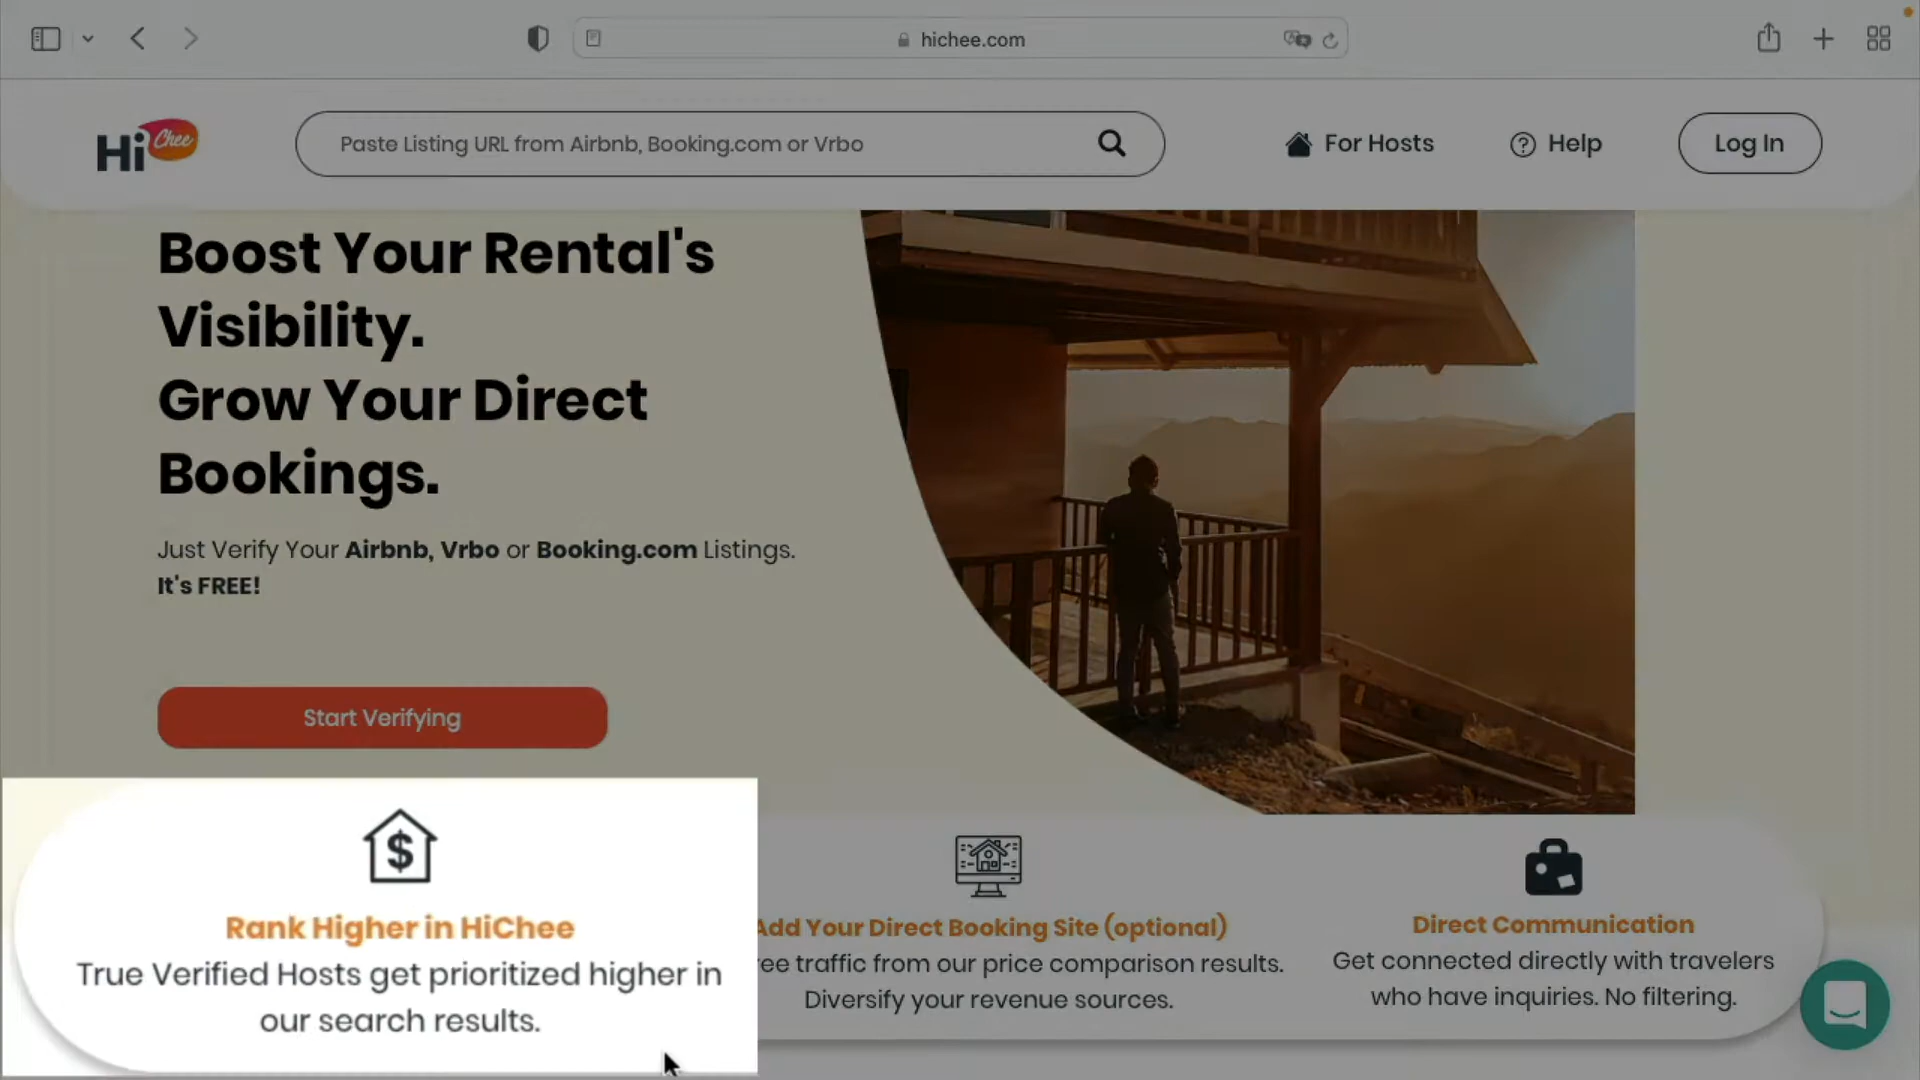 hichee.com
Hi Chee
Paste Listing URL from Airbnb, Booking.com or Vrbo
For Hosts
Help
Log In
Boost Your Rental's
Visibility.
Grow Your Direct
Bookings.
Just Verify Your Airbnb, Vrbo or Booking.com Listings.
It's FREE!
Start Verifying
$
Rank Higher in HiChee
True Verified Hosts get prioritized higher in
our search results.
Add Your Direct Booking Site (optional)
traffic from our price comparison results.
Diversify your revenue sources.
Direct Communication
Get connected directly with travelers
who have inquiries. No filtering.